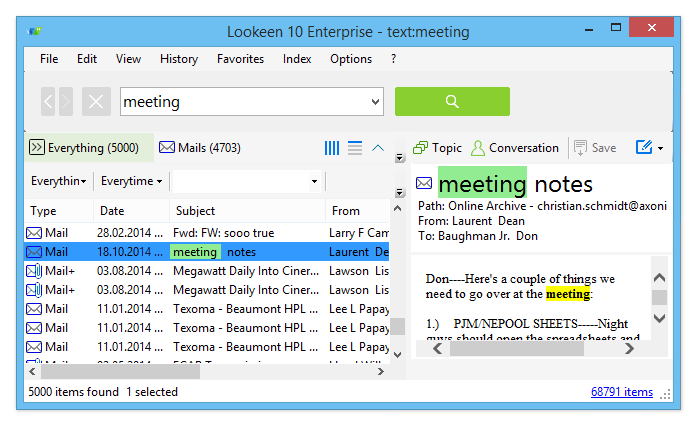 Lookeen 10 Enterprise - text:meeting
File Edit View History Favorites Index Options ?
meeting
Everything (5000) Mails (4703)
Everythin Everytime
Type Date Subject From
Mail 28.02.2014 ... Fwd: FW: sooo true Larry F Cam
Mail 18.10.2014 ... meeting notes Laurent Dean
Mail+ 03.08.2014 ... Megawatt Daily Into Ciner... Lawson Lis
Mail+ 03.08.2014 ... Megawatt Daily Into Ciner... Lawson Lis
Mail 11.01.2014 ... Texoma - Beaumont HPL ... Lee L Papay
Mail 11.01.2014 ... Texoma - Beaumont HPL ... Lee L Papay
Mail 11.01.2014 ... Texoma - Beaumont HPL ... Lee L Papay
Topic Conversation Save
meeting notes
Path: Online Archive - christian.schmidt@axoni
From: Laurent Dean
To: Baughman Jr. Don
Don----Here's a couple of things we
need to go over at the meeting:
1.) PJM/NEPOOL SHEETS-----Night
guys should open the spreadsheets and
5000 items found 1 selected
68791 items